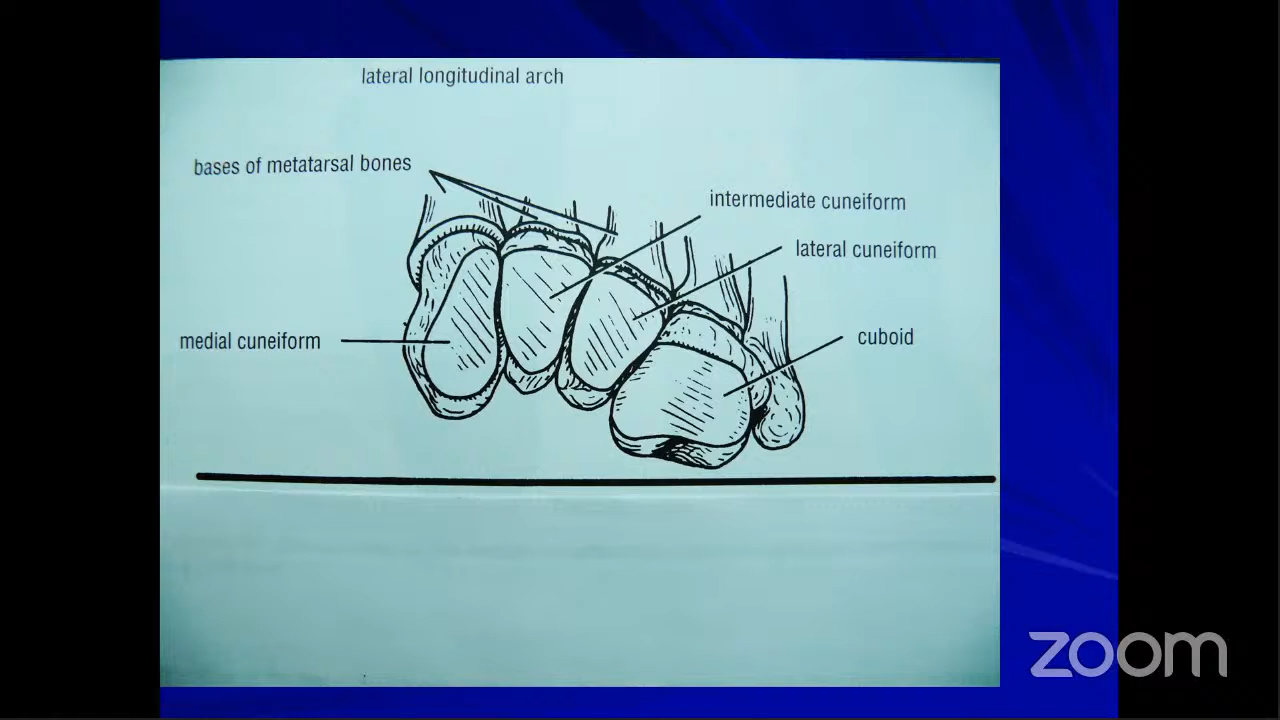 lateral longitudinal arch
bases of metatarsal bones
intermediate cuneiform
lateral cuneiform
medial cuneiform
cuboid
zoom